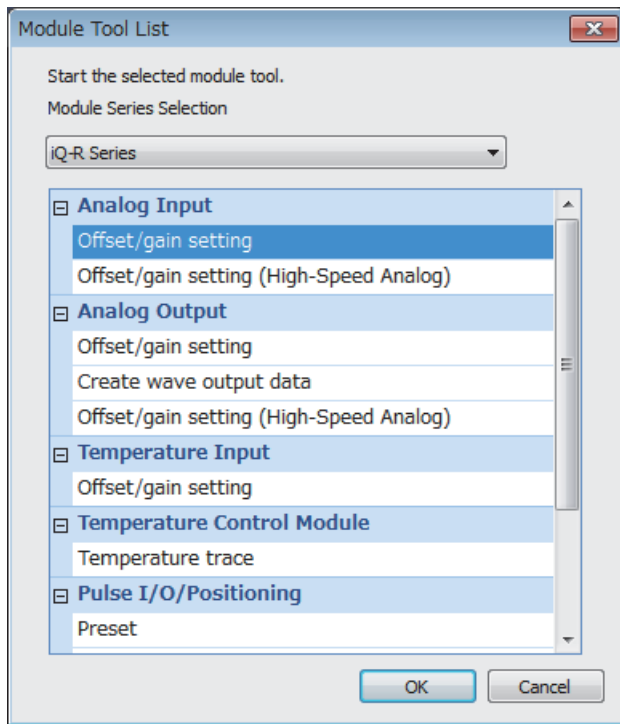 Module Tool List
Start the selected module tool.
Module Series Selection
iQ-R Series
Analog Input
Offset/gain setting
Offset/gain setting (High-Speed Analog)
Analog Output
Offset/gain setting
Create wave output data
Offset/gain setting (High-Speed Analog)
Temperature Input
Offset/gain setting
Temperature Control Module
Temperature trace
Pulse I/O/Positioning
Preset
OK
Cancel